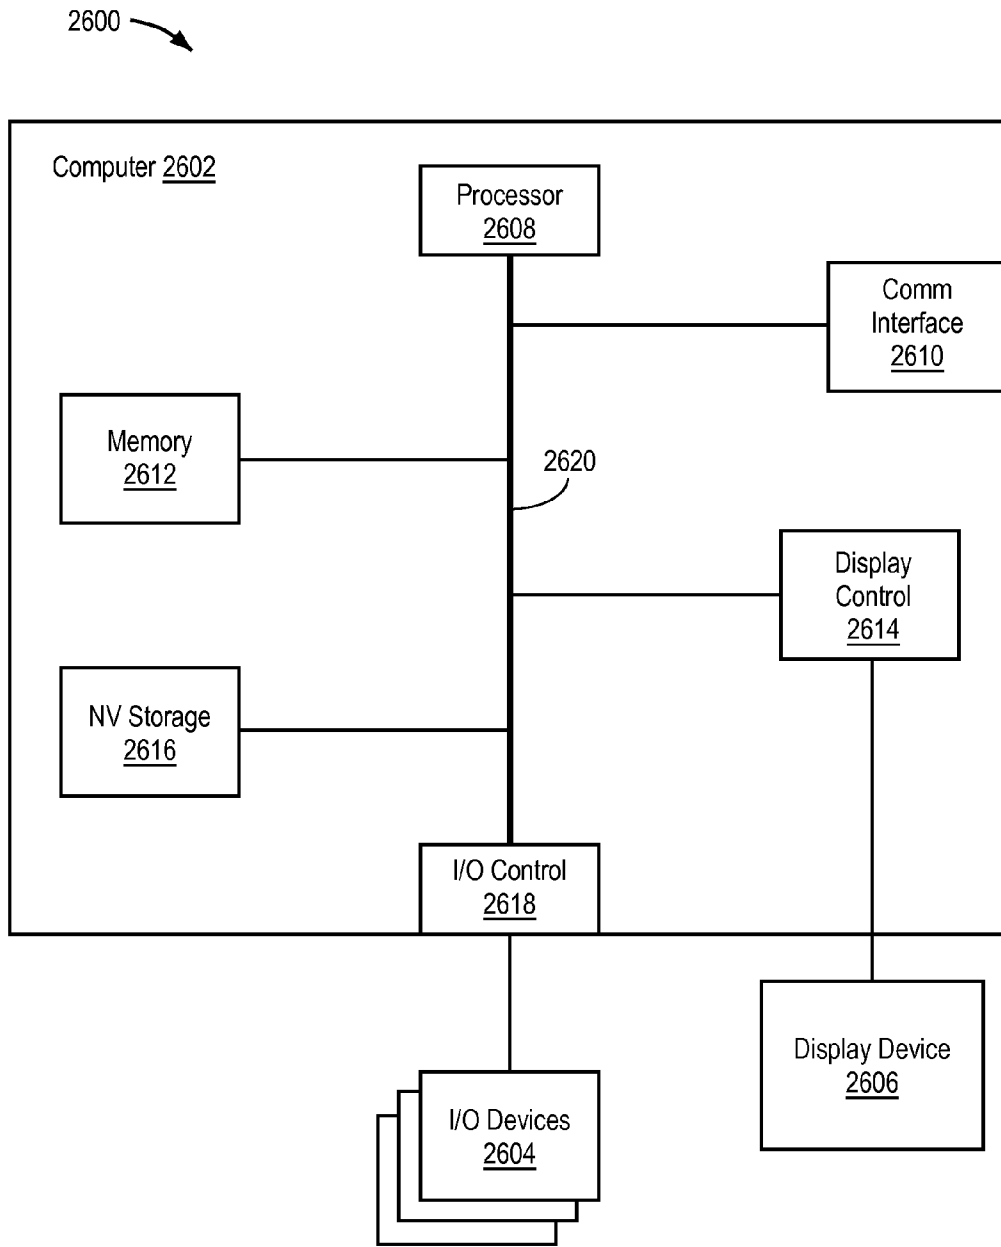 2600
Computer 2602
Processor
2608
Comm
Interface
2610
Memory
2612
2620
Display
Control
2614
NV Storage
2616
I/O Control
2618
Display Device
2606
I/O Devices
2604